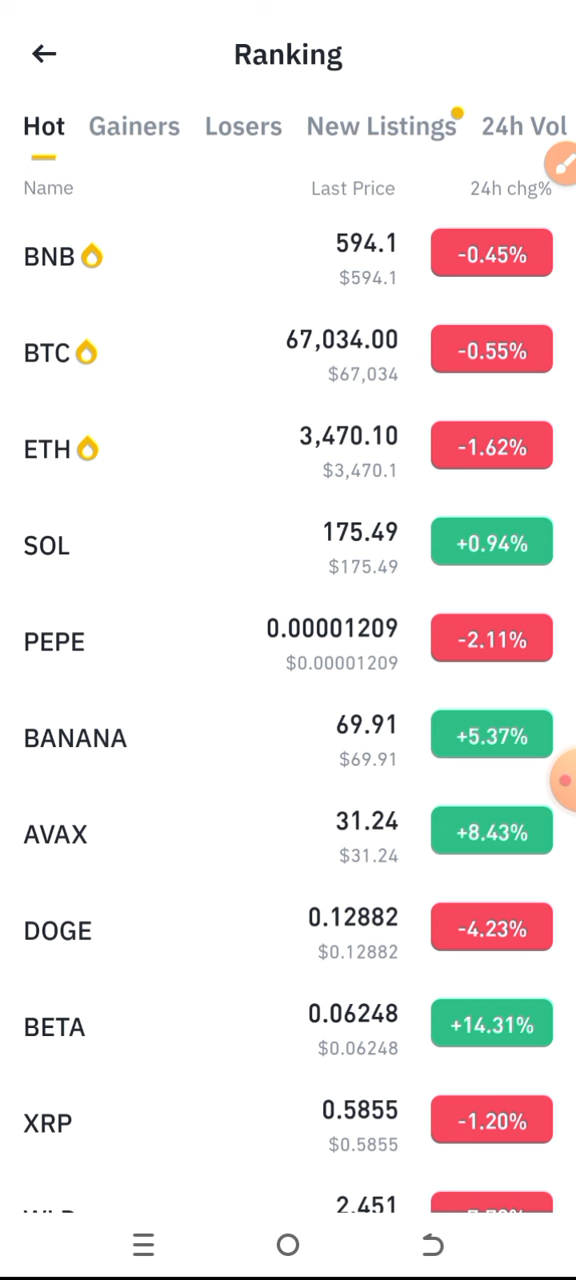 Ranking
Hot Gainers Losers New Listings 24h Vol
Name Last Price 24h chg%
BNB 594.1 -0.45%
$594.1
BTC 67,034.00 -0.55%
$67,034
ETH 3,470.10 -1.62%
$3,470.1
SOL 175.49 +0.94%
$175.49
PEPE 0.00001209 -2.11%
$0.00001209
BANANA 69.91 +5.37%
$69.91
AVAX 31.24 +8.43%
$31.24
DOGE 0.12882 -4.23%
$0.12882
BETA 0.06248 +14.31%
$0.06248
XRP 0.5855 -1.20%
$0.5855
2.451